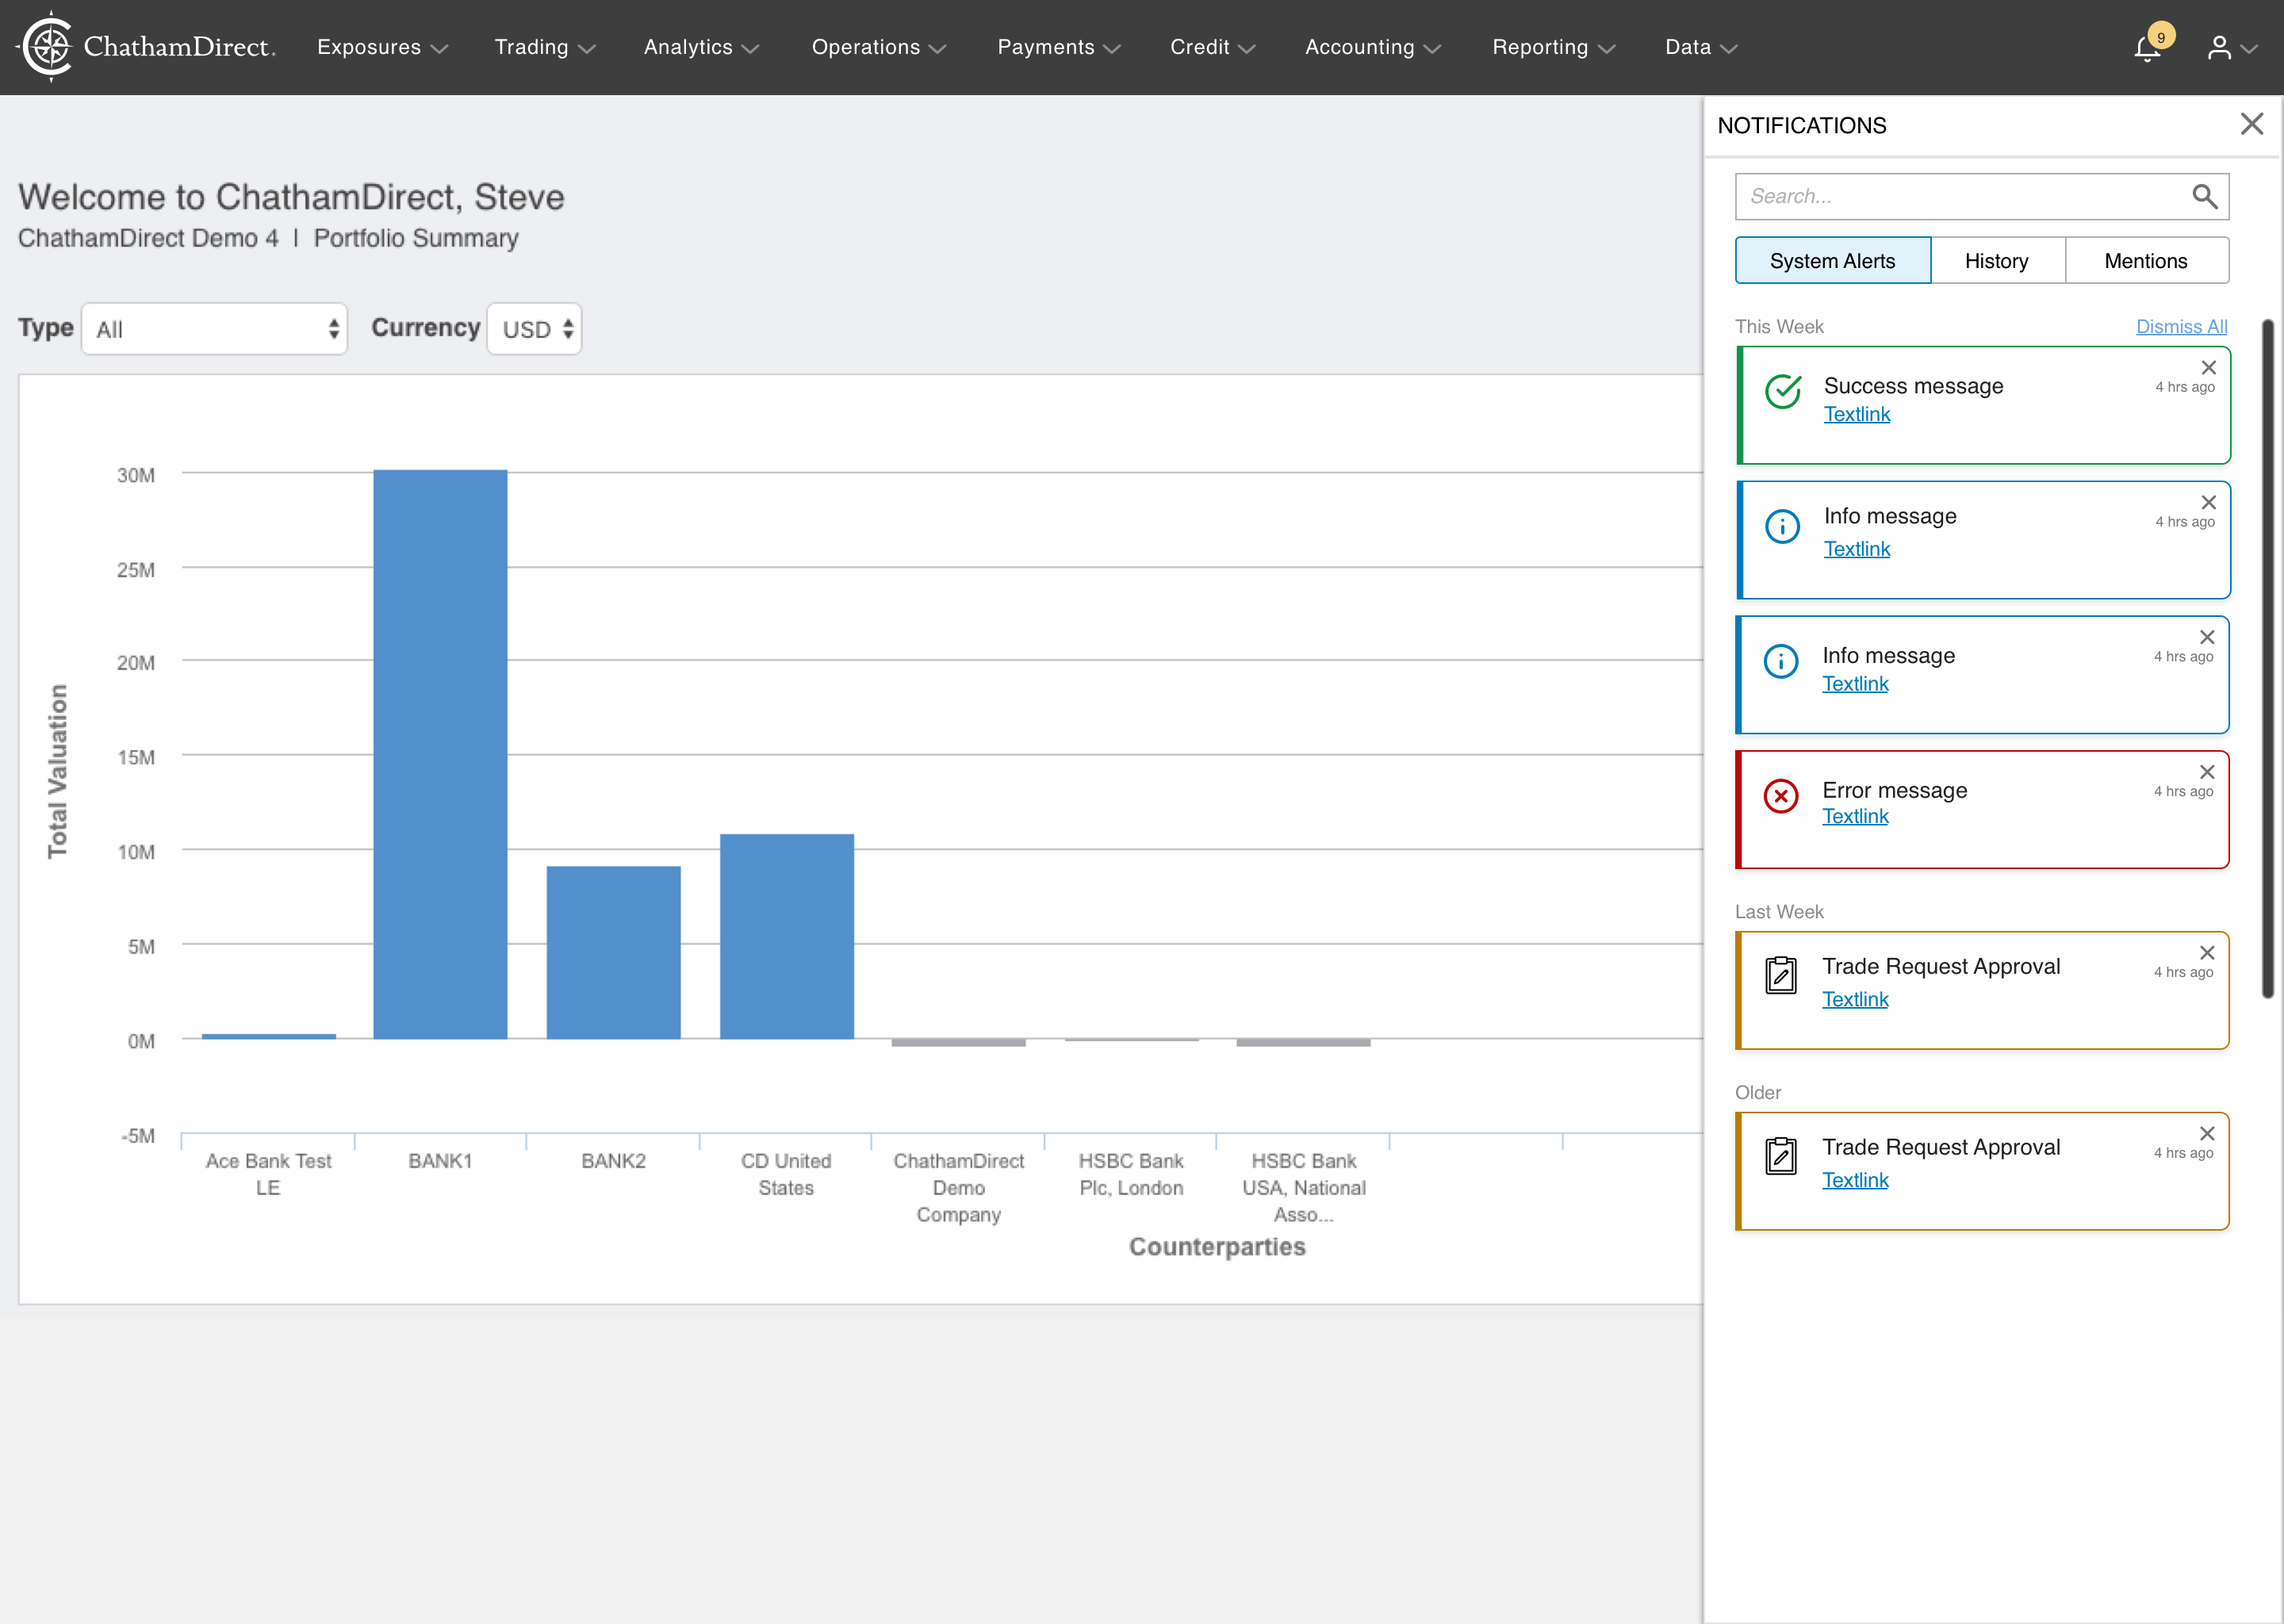 ChathamDirect.
Exposures
Trading
Analytics
Operations
Payments
Credit
Accounting
Reporting
Data
9
Welcome to ChathamDirect, Steve
ChathamDirect Demo 4 | Portfolio Summary
Type All Currency USD
Total Valuation
30M
25M
20M
15M
10M
5M
0M
-5M
Ace Bank Test
LE
BANK1
BANK2
CD United
States
ChathamDirect
Demo
Company
HSBC Bank
Plc, London
HSBC Bank
USA, National
Asso...
Counterparties
NOTIFICATIONS
Search...
System Alerts
History
Mentions
This Week
Dismiss All
Success message
4 hrs ago
Textlink
Info message
4 hrs ago
Textlink
Info message
4 hrs ago
Textlink
Error message
4 hrs ago
Textlink
Last Week
Trade Request Approval
4 hrs ago
Textlink
Older
Trade Request Approval
4 hrs ago
Textlink